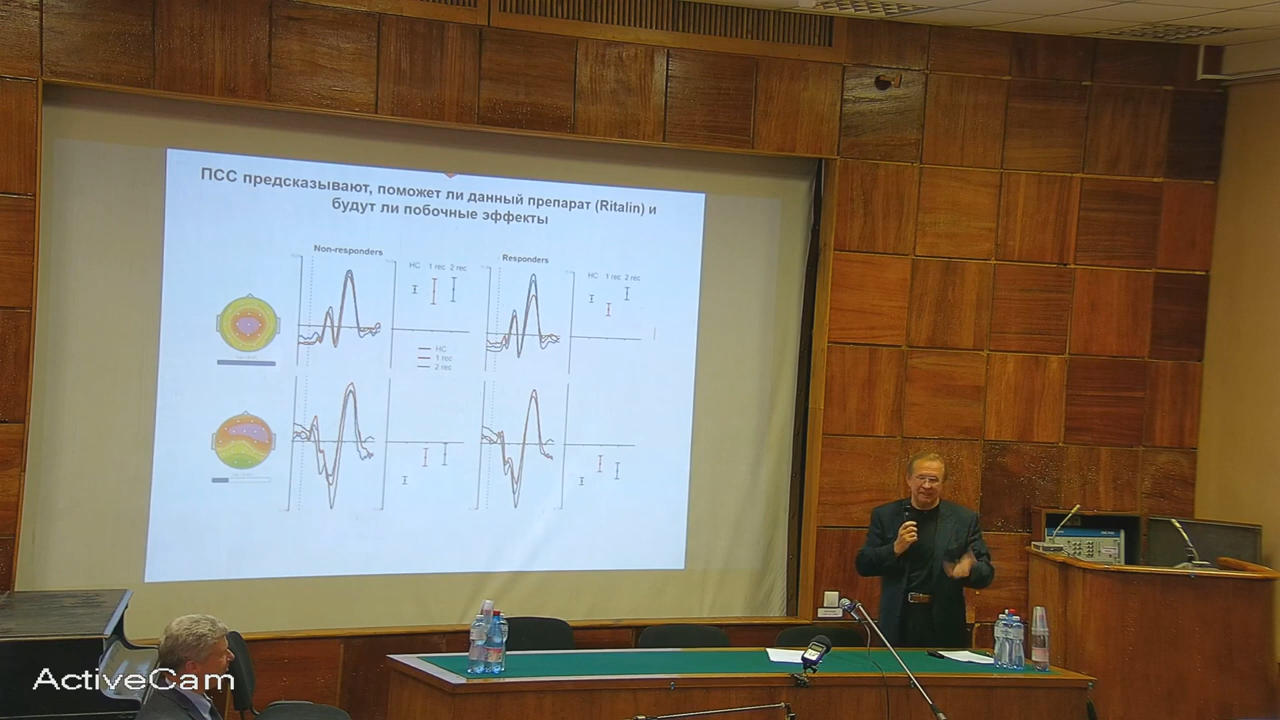 ПСС предсказывают, поможет ли данный препарат (Ritalin) и
будут ли побочные эффекты
Non-responders
Responders
HC 1 rec 2 rec
HC 1 rec 2 rec
HC
1 rec
2 rec
ActiveCam